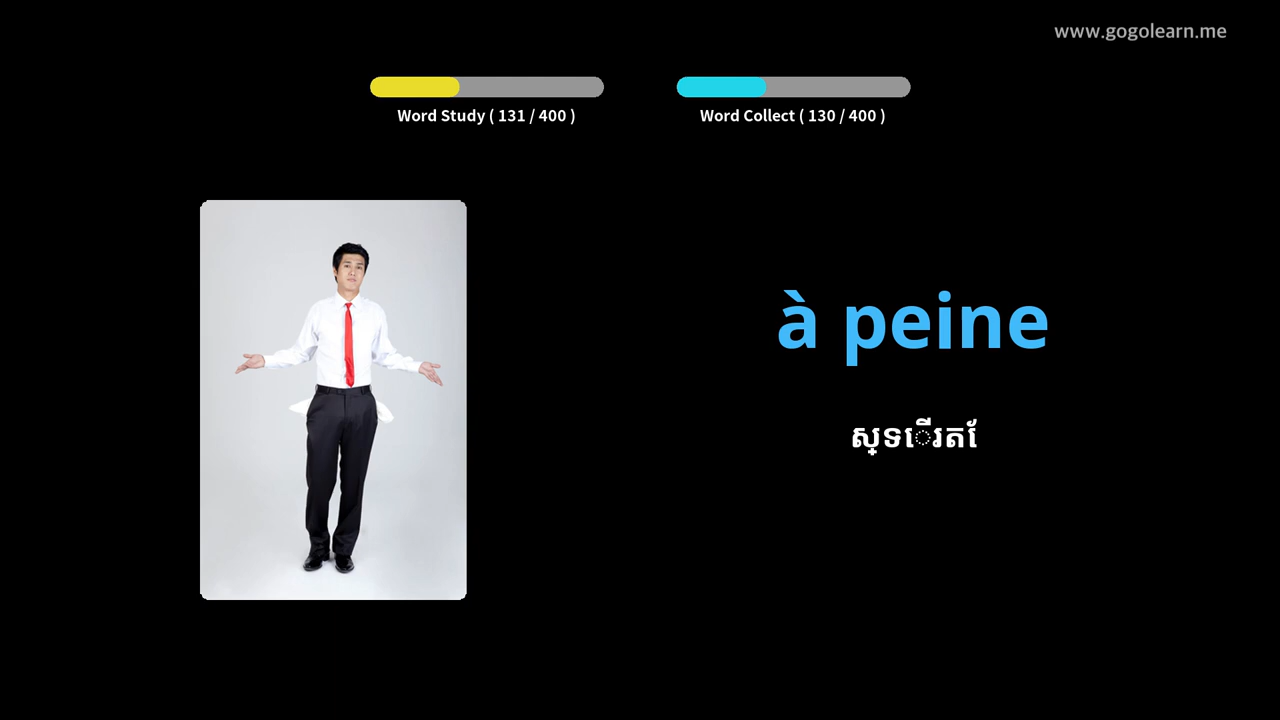 www.gogolearn.me
Word Study ( 131 / 400 )
Word Collect ( 130 / 400 )
à peine
ស្ទើរតែ